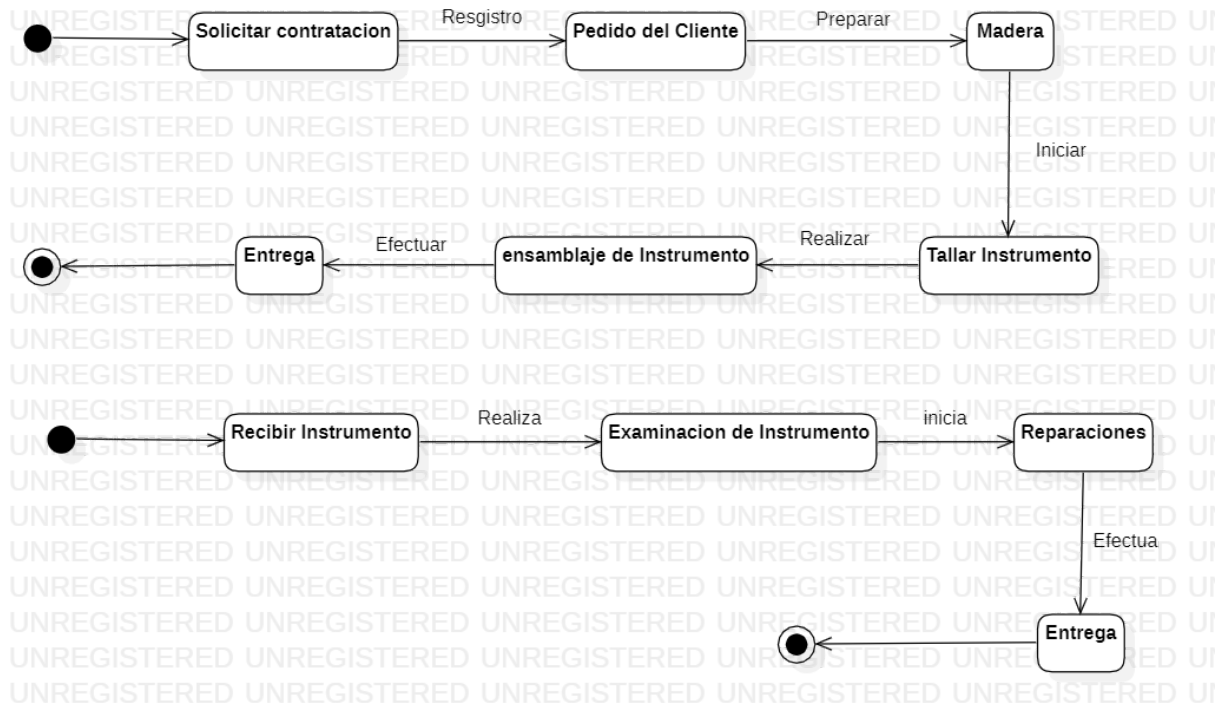 Solicitar contratacion
Resgistro
Pedido del Cliente
Preparar
Madera
Iniciar
Tallar Instrumento
Realizar
ensamblaje de Instrumento
Efectuar
Entrega
Recibir Instrumento
Realiza
Examinacion de Instrumento
inicia
Reparaciones
Efectua
Entrega
UNREGISTERED